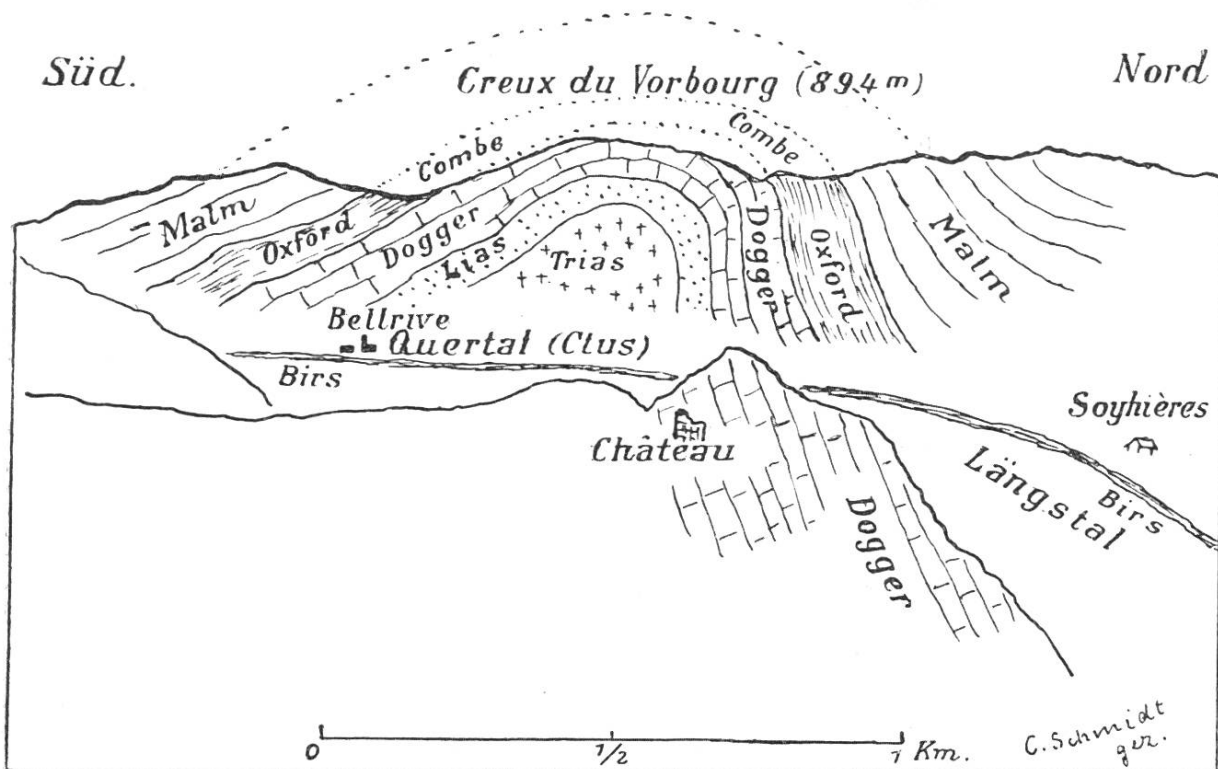 Süd.
Nord
Creux du Vorbourg (894 m)
Combe
Combe
Malm
Oxford
Dogger
Lias
Trias
Dogger
Oxford
Malm
Bellrive
Quertal (Clus)
Birs
Château
Soyhières
Birs
Längstal
Dogger
0
1/2
1 Km.
C. Schmidt
gez.